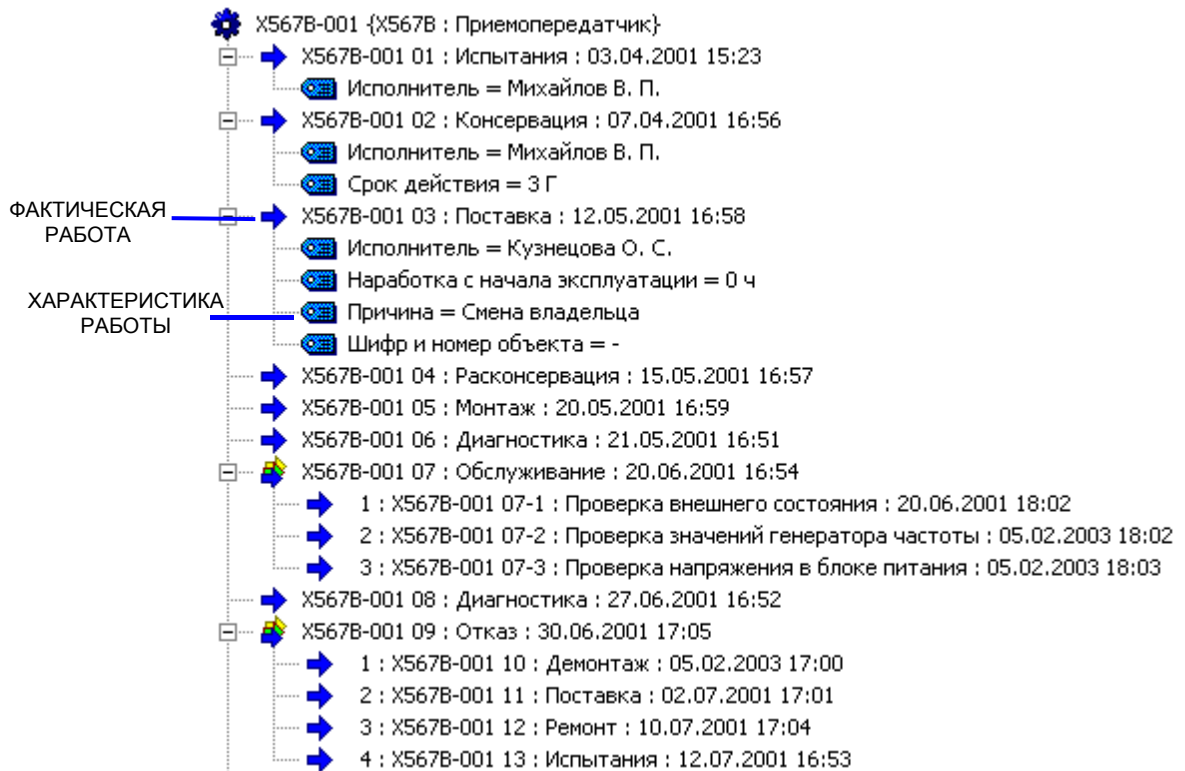 X567B-001 {X567B : Приемопередатчик}
X567B-001 01 : Испытания : 03.04.2001 15:23
Исполнитель = Михайлов В. П.
X567B-001 02 : Консервация : 07.04.2001 16:56
Исполнитель = Михайлов В. П.
Срок действия = 3 Г
ФАКТИЧЕСКАЯ
РАБОТА
X567B-001 03 : Поставка : 12.05.2001 16:58
Исполнитель = Кузнецова О. С.
Наработка с начала эксплуатации = 0 ч
ХАРАКТЕРИСТИКА
РАБОТЫ
Причина = Смена владельца
Шифр и номер объекта = -
X567B-001 04 : Расконсервация : 15.05.2001 16:57
X567B-001 05 : Монтаж : 20.05.2001 16:59
X567B-001 06 : Диагностика : 21.05.2001 16:51
X567B-001 07 : Обслуживание : 20.06.2001 16:54
1 : X567B-001 07-1 : Проверка внешнего состояния : 20.06.2001 18:02
2 : X567B-001 07-2 : Проверка значений генератора частоты : 05.02.2003 18:02
3 : X567B-001 07-3 : Проверка напряжения в блоке питания : 05.02.2003 18:03
X567B-001 08 : Диагностика : 27.06.2001 16:52
X567B-001 09 : Отказ : 30.06.2001 17:05
1 : X567B-001 10 : Демонтаж : 05.02.2003 17:00
2 : X567B-001 11 : Поставка : 02.07.2001 17:01
3 : X567B-001 12 : Ремонт : 10.07.2001 17:04
4 : X567B-001 13 : Испытания : 12.07.2001 16:53